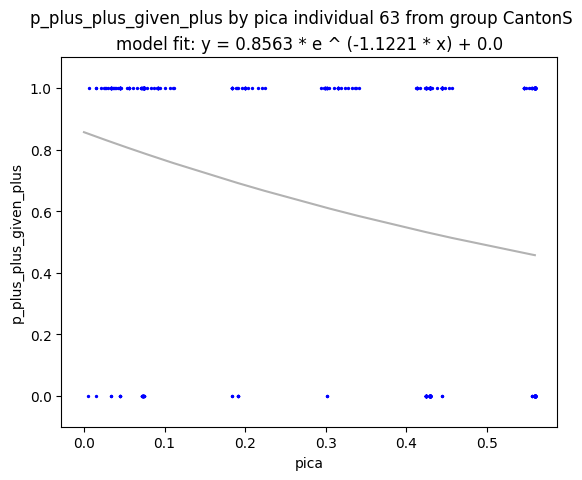 p_plus_plus_given_plus by pica individual 63 from group CantonS
model fit: y = 0.8563 * e ^ (-1.1221 * x) + 0.0
p_plus_plus_given_plus
1.0
0.8
0.6
0.4
0.2
0.0
0.0 0.1 0.2 0.3 0.4 0.5
pica